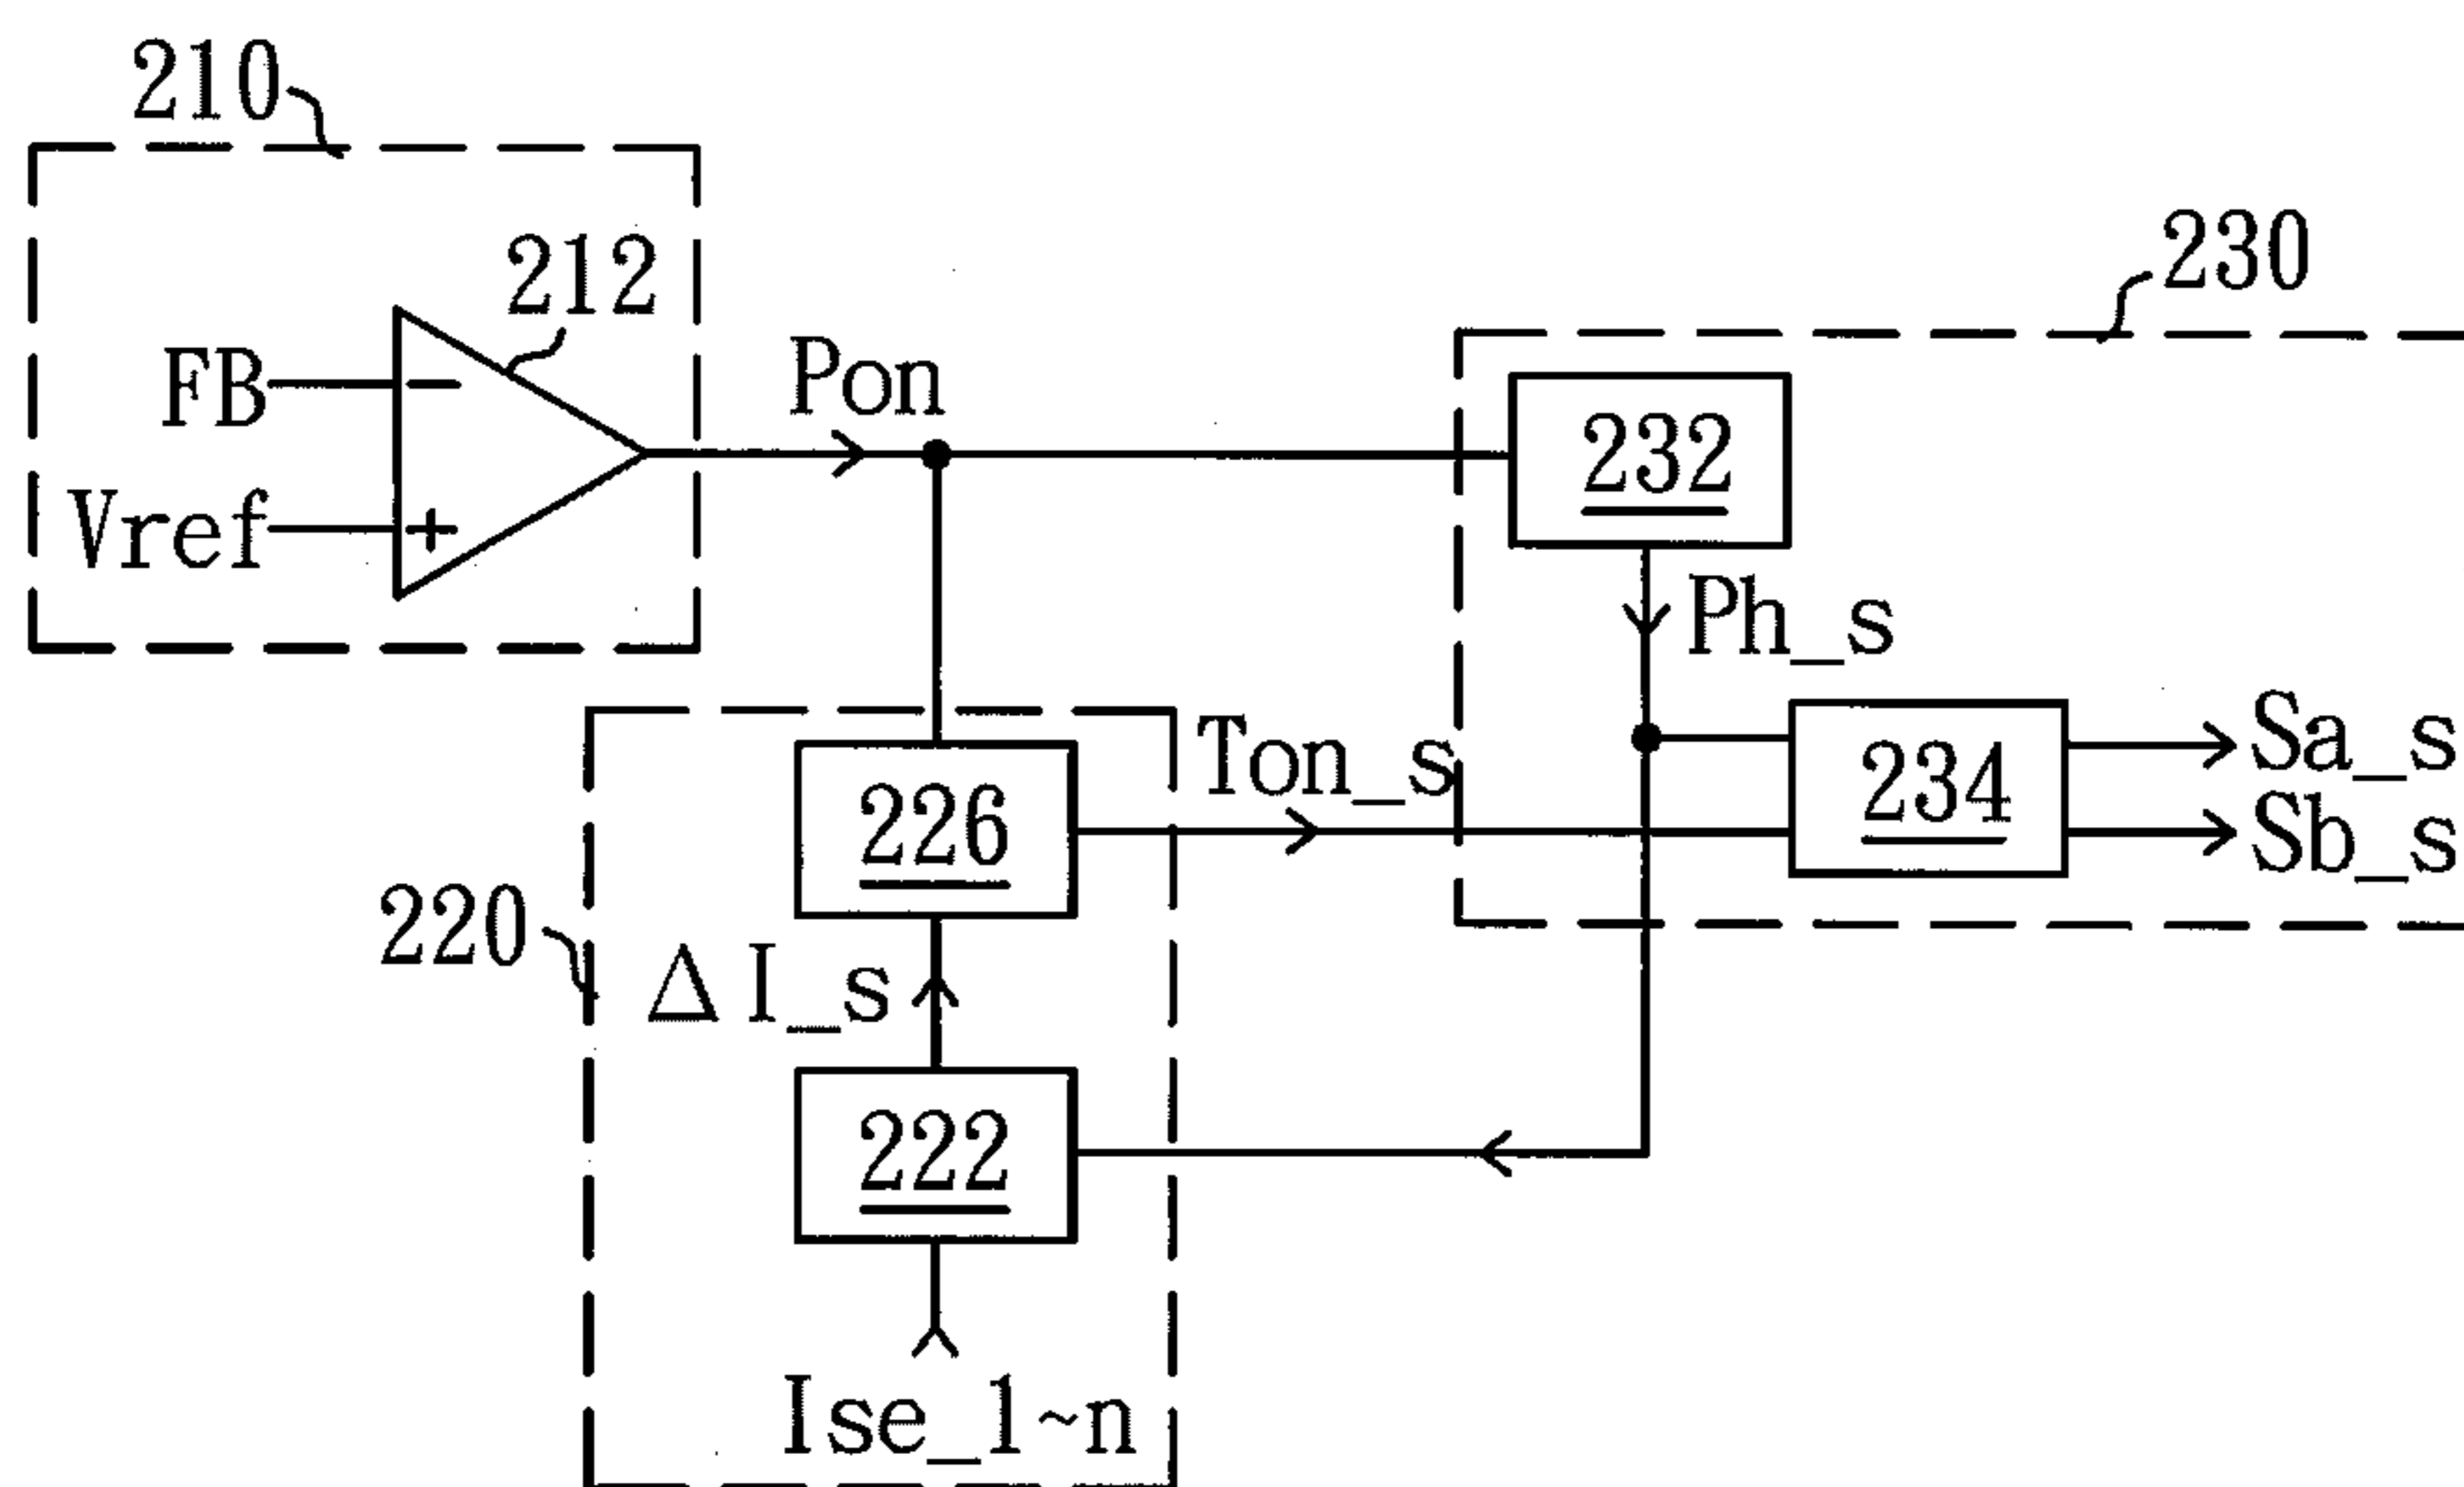 210
212
FB
Vref
Pon
230
232
Ph_s
Ton_s
234
Sa_s
Sb_s
226
220
ΔI_s
222
Ise_1~n